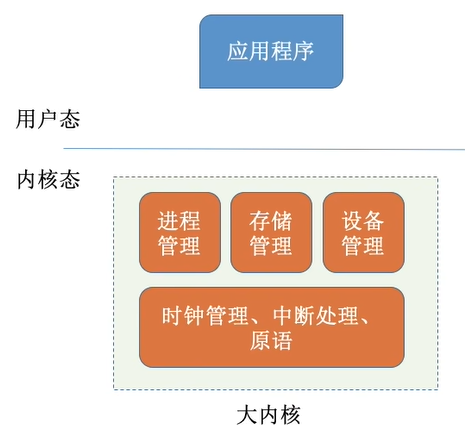 应用程序
用户态
内核态
进程
管理
存储
管理
设备
管理
时钟管理、中断处理、
原语
大内核